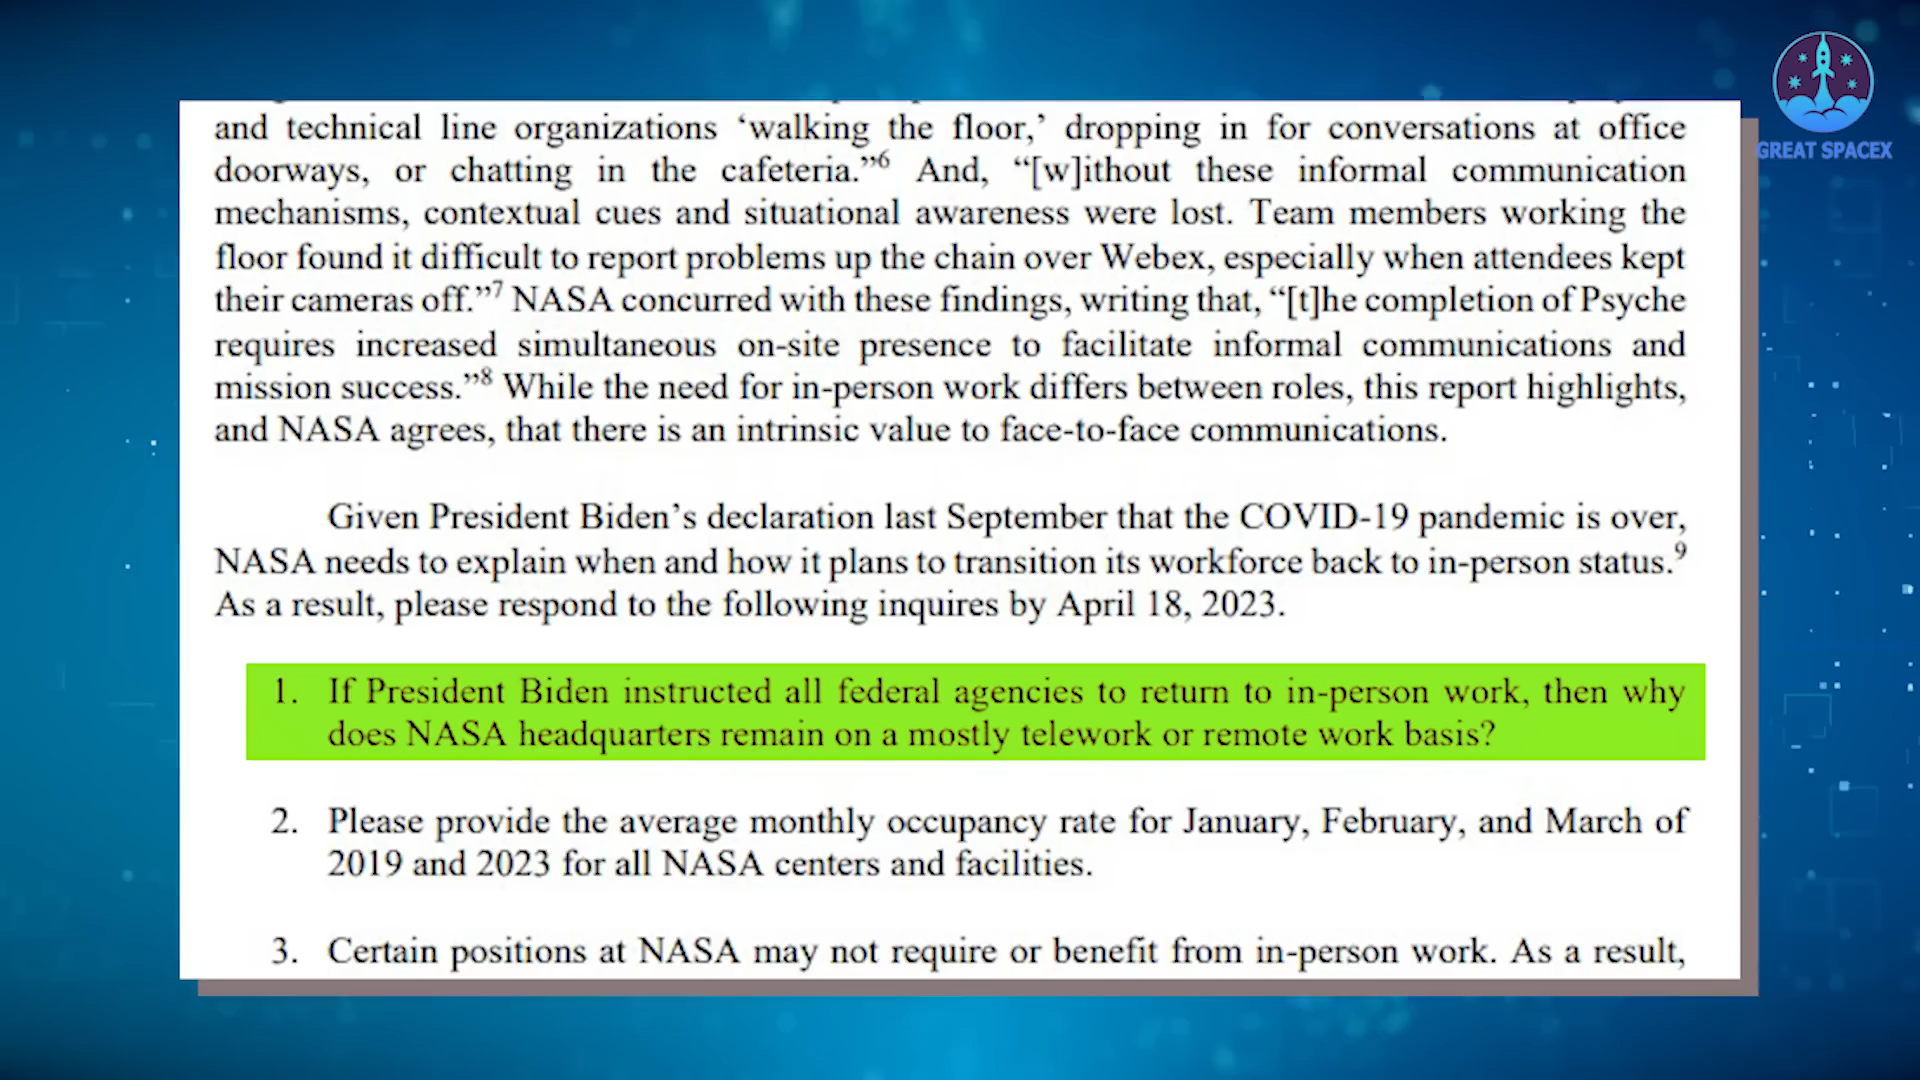 and technical line organizations ‘walking the floor,’ dropping in for conversations at office
doorways, or chatting in the cafeteria.”6 And, “[w]ithout these informal communication
mechanisms, contextual cues and situational awareness were lost. Team members working the
floor found it difficult to report problems up the chain over Webex, especially when attendees kept
their cameras off.”7 NASA concurred with these findings, writing that, “[t]he completion of Psyche
requires increased simultaneous on-site presence to facilitate informal communications and
mission success.”8 While the need for in-person work differs between roles, this report highlights,
and NASA agrees, that there is an intrinsic value to face-to-face communications.
Given President Biden’s declaration last September that the COVID-19 pandemic is over,
NASA needs to explain when and how it plans to transition its workforce back to in-person status.9
As a result, please respond to the following inquires by April 18, 2023.
1. If President Biden instructed all federal agencies to return to in-person work, then why
does NASA headquarters remain on a mostly telework or remote work basis?
2. Please provide the average monthly occupancy rate for January, February, and March of
2019 and 2023 for all NASA centers and facilities.
3. Certain positions at NASA may not require or benefit from in-person work. As a result,
GREAT SPACEX